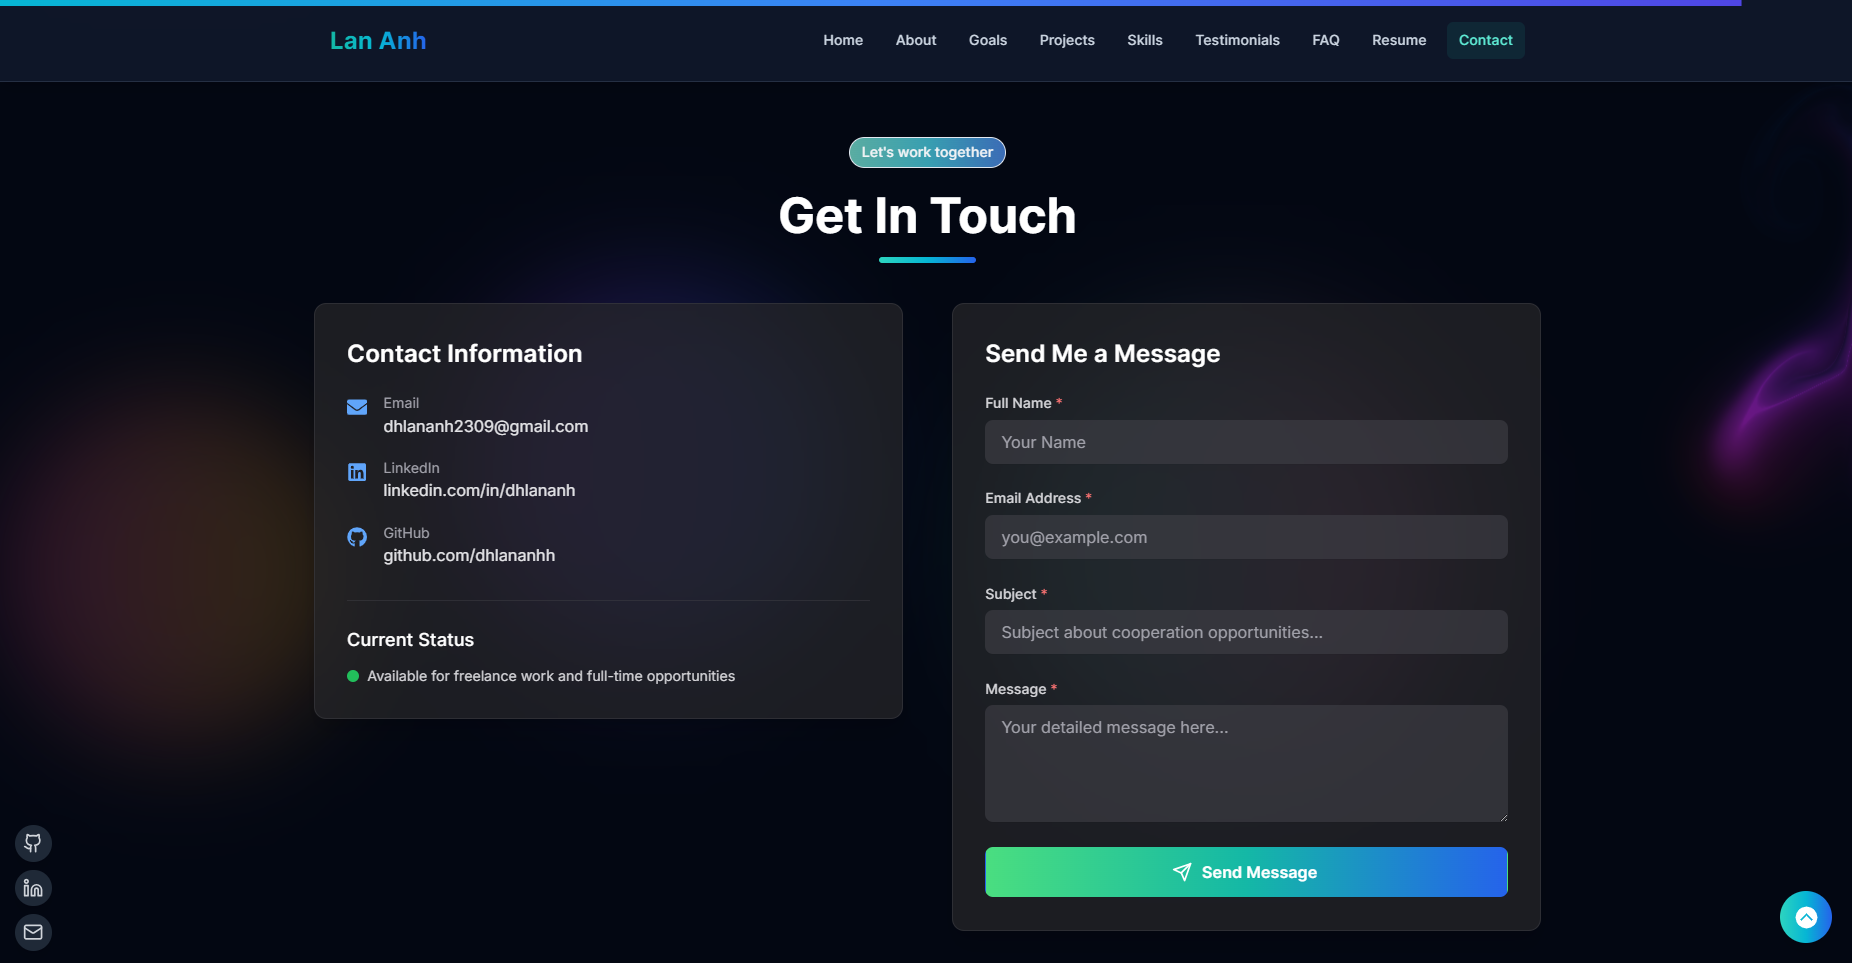 Lan Anh
Home About Goals Projects Skills Testimonials FAQ Resume Contact
Let's work together
Get In Touch
Contact Information
Email
dhlananh2309@gmail.com
LinkedIn
linkedin.com/in/dhlananh
GitHub
github.com/dhlananhh
Current Status
Available for freelance work and full-time opportunities
Send Me a Message
Full Name *
Your Name
Email Address *
you@example.com
Subject *
Subject about cooperation opportunities...
Message *
Your detailed message here...
Send Message